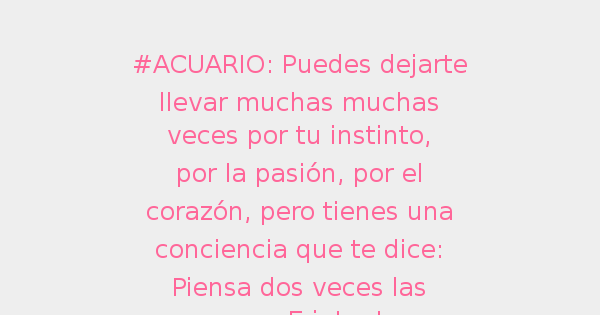 #ACUARIO: Puedes dejarte
llevar muchas muchas
veces por tu instinto,
por la pasión, por el
corazón, pero tienes una
conciencia que te dice:
Piensa dos veces las